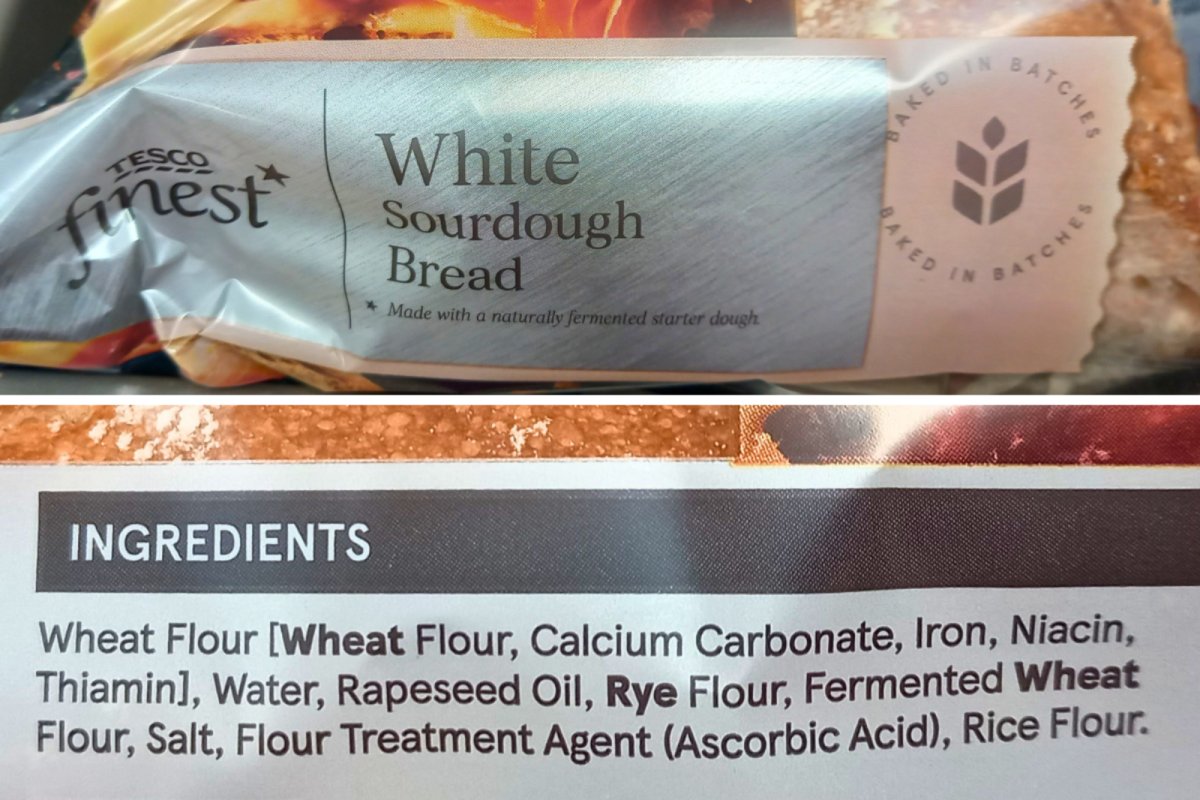 TESCO
finest*
White
Sourdough
Bread
* Made with a naturally fermented starter dough.
BAKED IN BATCHES
BAKED IN BATCHES
INGREDIENTS
Wheat Flour [Wheat Flour, Calcium Carbonate, Iron, Niacin,
Thiamin], Water, Rapeseed Oil, Rye Flour, Fermented Wheat
Flour, Salt, Flour Treatment Agent (Ascorbic Acid), Rice Flour.